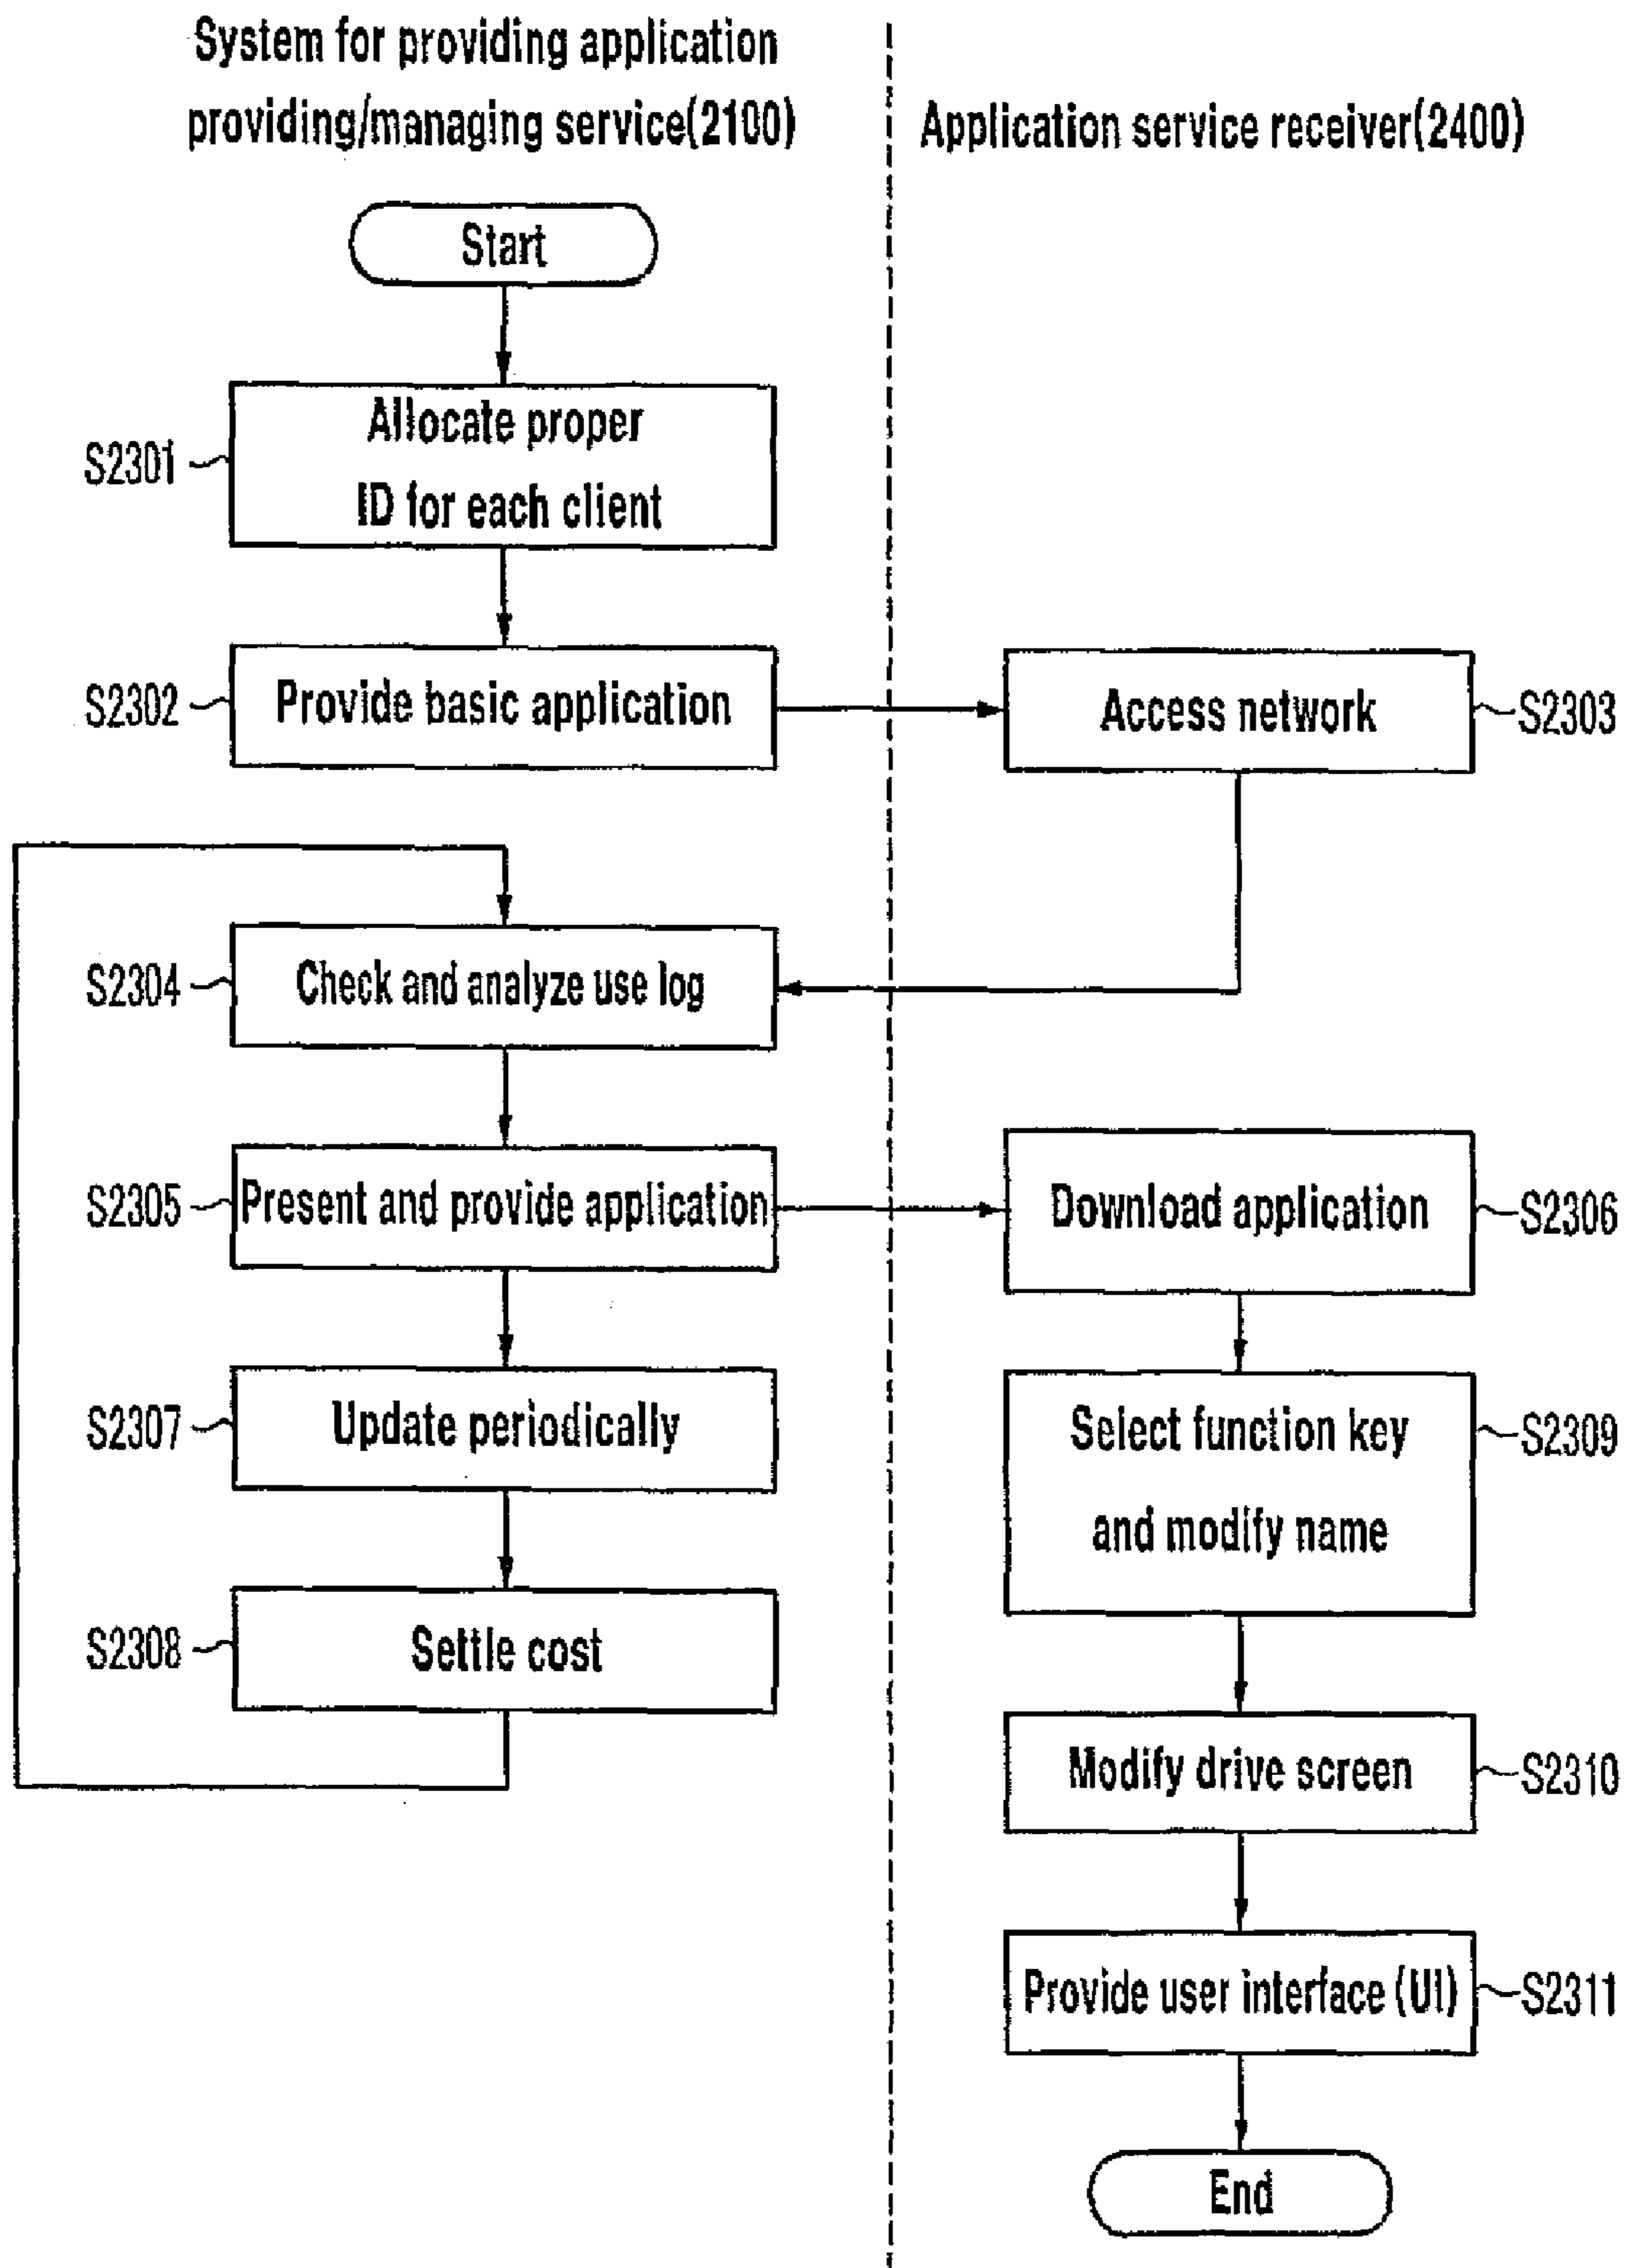 System for providing application
providing/managing service(2100)
Application service receiver(2400)
Start
S2301
Allocate proper
ID for each client
S2302
Provide basic application
Access network
S2303
S2304
Check and analyze use log
S2305
Present and provide application
Download application
S2306
S2307
Update periodically
Select function key
and modify name
S2309
S2308
Settle cost
Modify drive screen
S2310
Provide user interface (UI)
S2311
End